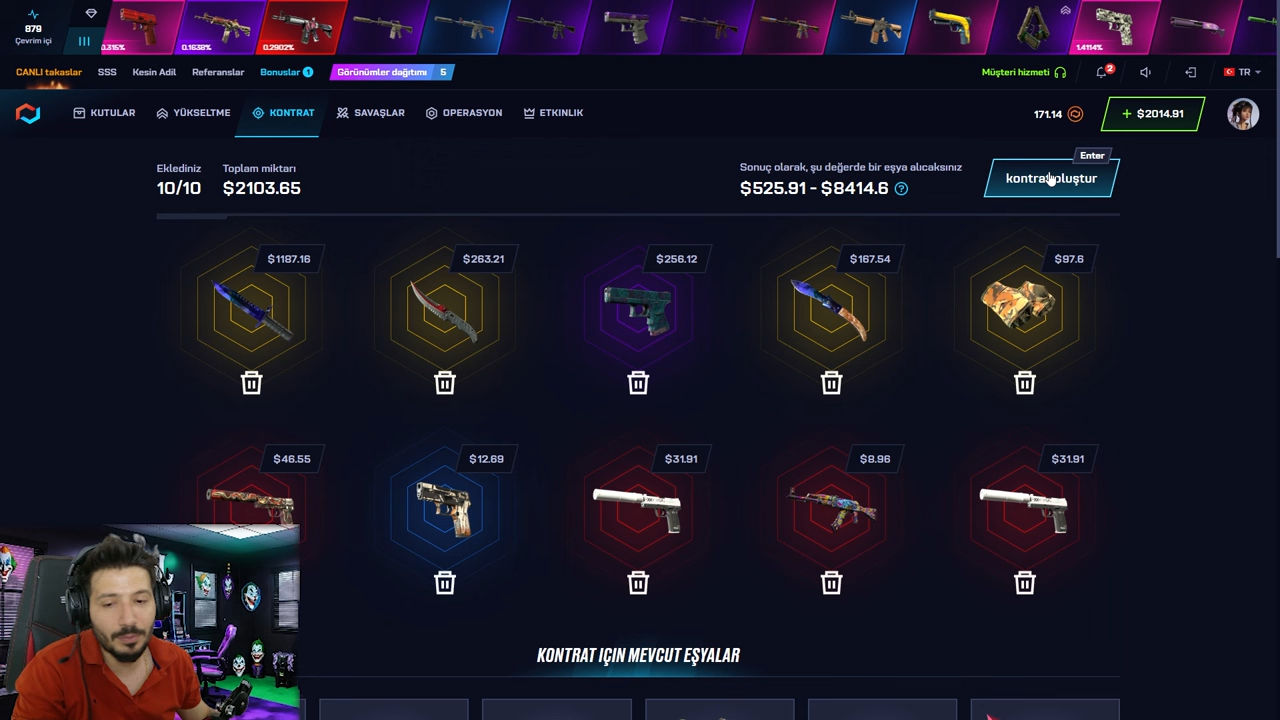 879
Çevrim içi
0.315%
0.1638%
0.2902%
1.4114%
CANLI takaslar
SSS
Kesin Adil
Referanslar
Bonuslar 1
Görünümler dağıtımı 5
Müşteri hizmeti
2
TR
KUTULAR
YÜKSELTME
KONTRAT
SAVAŞLAR
OPERASYON
ETKINLIK
171.14
+ $2014.91
Eklediniz
10/10
Toplam miktarı
$2103.65
Sonuç olarak, şu değerde bir eşya alıcaksınız
$525.91 - $8414.6 ?
Enter
kontrat oluştur
$1187.16
$263.21
$256.12
$167.54
$97.6
$46.55
$12.69
$31.91
$8.96
$31.91
KONTRAT IÇIN MEVCUT EŞYALAR